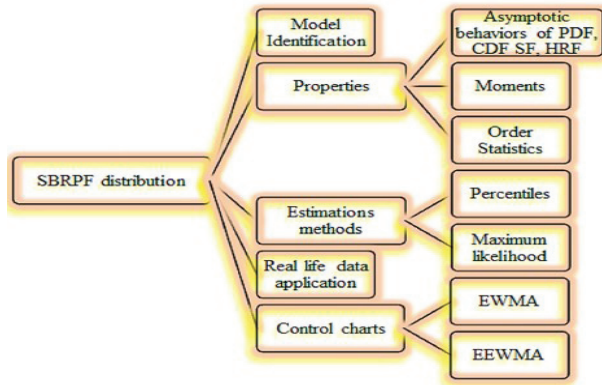 SBRPF distribution
Model
Identification
Properties
Asymptotic
behaviors of PDF,
CDF SF, HRF
Moments
Order
Statistics
Estimations
methods
Percentiles
Maximum
likelihood
Real life data
application
Control charts
EWMA
EEWMA